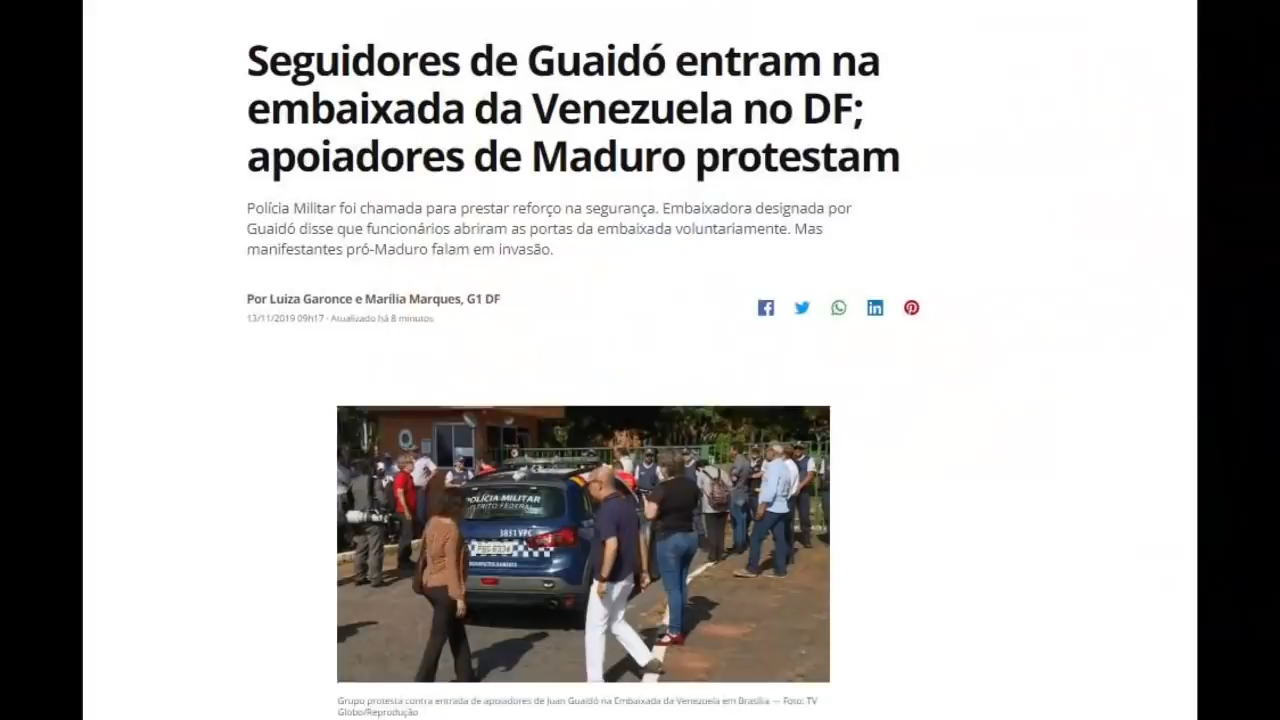 Seguidores de Guaidó entram na
embaixada da Venezuela no DF;
apoiadores de Maduro protestam
Polícia Militar foi chamada para prestar reforço na segurança. Embaixadora designada por
Guaidó disse que funcionários abriram as portas da embaixada voluntariamente. Mas
manifestantes pró-Maduro falam em invasão.
Por Luiza Garonce e Marília Marques, G1 DF
13/11/2019 09h17 · Atualizado há 8 minutos
POLÍCIA MILITAR
DISTRITO FEDERAL
3831 VPC
Grupo protesta contra entrada de apoiadores de Juan Guaidó na Embaixada da Venezuela em Brasília — Foto: TV
Globo/Reprodução